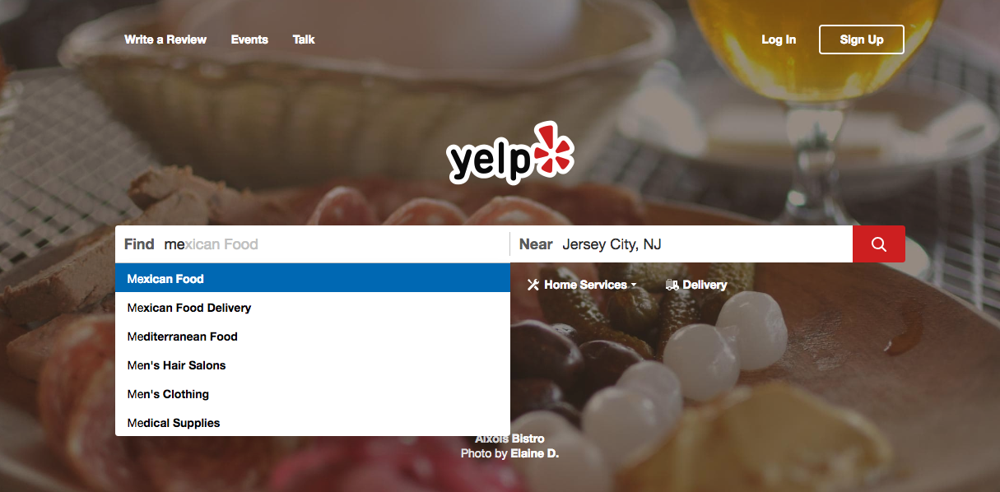 Write a Review Events Talk Log In Sign Up
yelp
Find mexican Food Near Jersey City, NJ
Mexican Food
Home Services Delivery
Mexican Food Delivery
Mediterranean Food
Men's Hair Salons
Men's Clothing
Medical Supplies
Aixois Bistro
Photo by Elaine D.